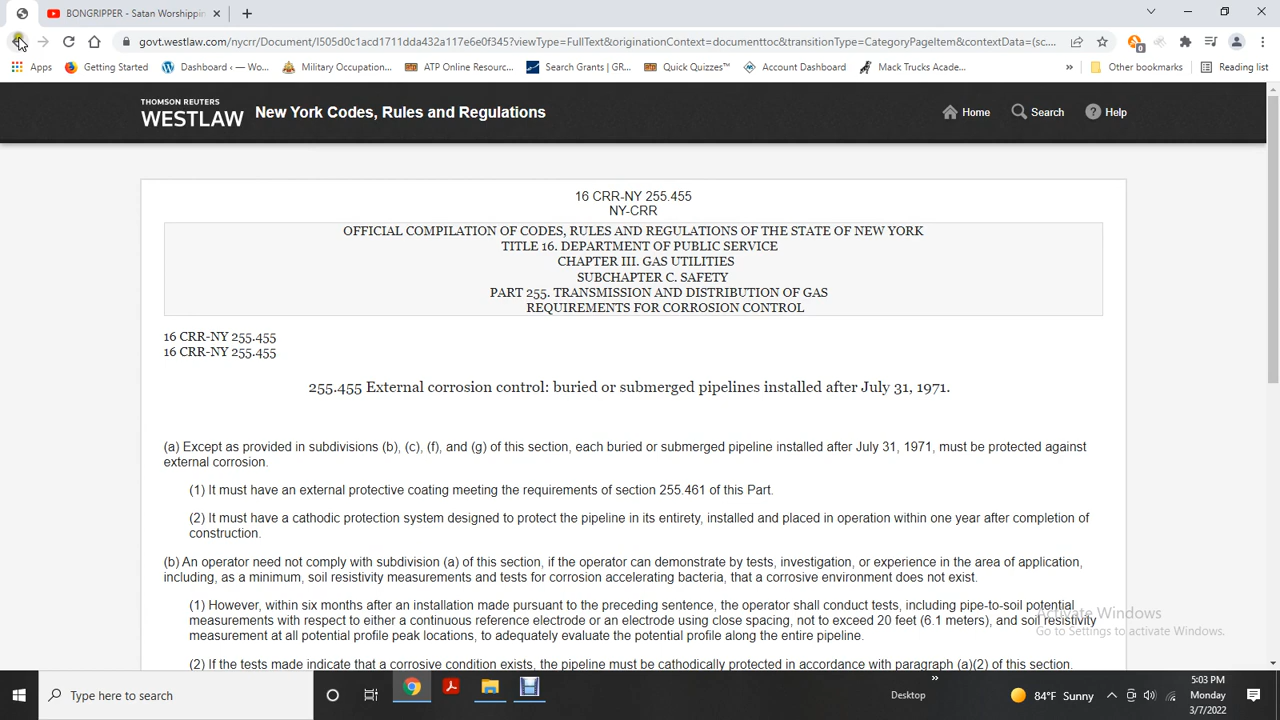 BONGRIPPER - Satan Worshippin
govt.westlaw.com/nycrr/Document/I505d0c1acd1711dda432a117e6e0f345?viewType=FullText&originationContext=documenttoc&transitionType=CategoryPageItem&contextData=(sc...
0
Apps
Getting Started
Dashboard ‹ — Wo...
Military Occupation...
ATP Online Resourc...
Search Grants | GR...
Quick Quizzes™
Account Dashboard
Mack Trucks Acade...
»
Other bookmarks
Reading list
THOMSON REUTERS
WESTLAW
New York Codes, Rules and Regulations
Home
Search
Help
16 CRR-NY 255.455
NY-CRR
OFFICIAL COMPILATION OF CODES, RULES AND REGULATIONS OF THE STATE OF NEW YORK
TITLE 16. DEPARTMENT OF PUBLIC SERVICE
CHAPTER III. GAS UTILITIES
SUBCHAPTER C. SAFETY
PART 255. TRANSMISSION AND DISTRIBUTION OF GAS
REQUIREMENTS FOR CORROSION CONTROL
16 CRR-NY 255.455
16 CRR-NY 255.455
255.455 External corrosion control: buried or submerged pipelines installed after July 31, 1971.
(a) Except as provided in subdivisions (b), (c), (f), and (g) of this section, each buried or submerged pipeline installed after July 31, 1971, must be protected against
external corrosion.
(1) It must have an external protective coating meeting the requirements of section 255.461 of this Part.
(2) It must have a cathodic protection system designed to protect the pipeline in its entirety, installed and placed in operation within one year after completion of
construction.
(b) An operator need not comply with subdivision (a) of this section, if the operator can demonstrate by tests, investigation, or experience in the area of application,
including, as a minimum, soil resistivity measurements and tests for corrosion accelerating bacteria, that a corrosive environment does not exist.
(1) However, within six months after an installation made pursuant to the preceding sentence, the operator shall conduct tests, including pipe-to-soil potential
measurements with respect to either a continuous reference electrode or an electrode using close spacing, not to exceed 20 feet (6.1 meters), and soil resistivity
measurement at all potential profile peak locations, to adequately evaluate the potential profile along the entire pipeline.
(2) If the tests made indicate that a corrosive condition exists, the pipeline must be cathodically protected in accordance with paragraph (a)(2) of this section.
Activate Windows
Go to Settings to activate Windows.
Type here to search
Desktop
»
84°F Sunny
5:03 PM
Monday
3/7/2022